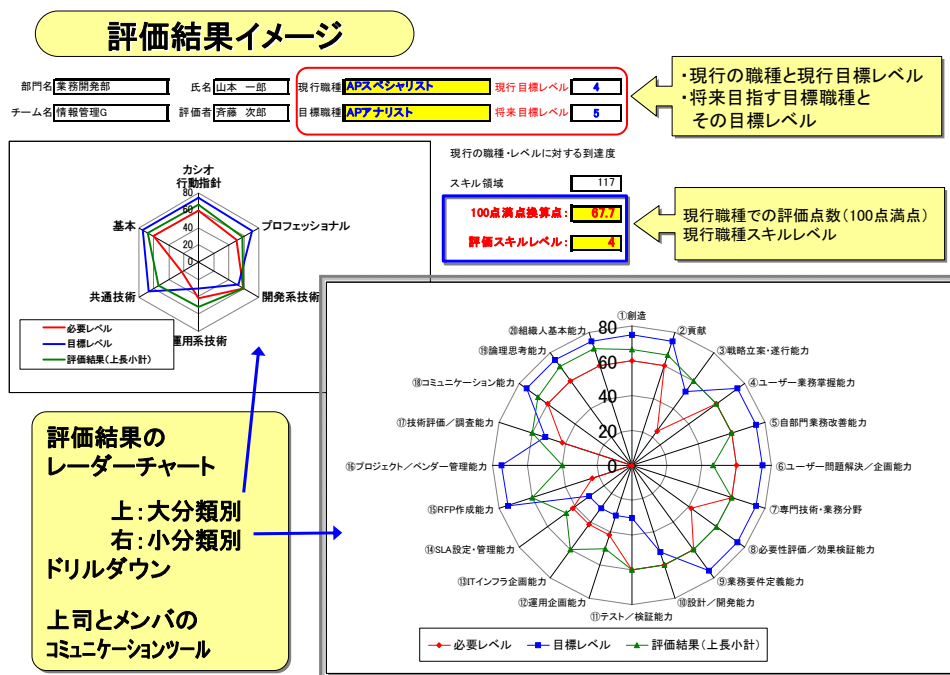 評価結果イメージ
部門名 業務開発部 氏名 山本 一郎 現行職種 APスペシャリスト 現行目標レベル 4
チーム名 情報管理G 評価者 斉藤 次郎 目標職種 APアナリスト 将来目標レベル 5
・現行の職種と現行目標レベル
・将来目指す目標職種と
その目標レベル
現行の職種・レベルに対する到達度
スキル領域 117
100点満点換算点: 67.7
評価スキルレベル: 4
現行職種での評価点数(100点満点)
現行職種スキルレベル
カシオ
行動指針
プロフェッショナル
開発系技術
運用系技術
共通技術
基本
80
60
40
20
0
必要レベル
目標レベル
評価結果(上長小計)
評価結果の
レーダーチャート
上:大分類別
右:小分類別
ドリルダウン
上司とメンバの
コミュニケーションツール
①創造
②貢献
③戦略立案・遂行能力
④ユーザー業務掌握能力
⑤自部門業務改善能力
⑥ユーザー問題解決/企画能力
⑦専門技術・業務分野
⑧必要性評価/効果検証能力
⑨業務要件定義能力
⑩設計/開発能力
⑪テスト/検証能力
⑫運用企画能力
⑬ITインフラ企画能力
⑭SLA設定・管理能力
⑮RFP作成能力
⑯プロジェクト/ベンダー管理能力
⑰技術評価/調査能力
⑱コミュニケーション能力
⑲論理思考能力
⑳組織人基本能力
80
60
40
20
0
必要レベル 目標レベル 評価結果(上長小計)